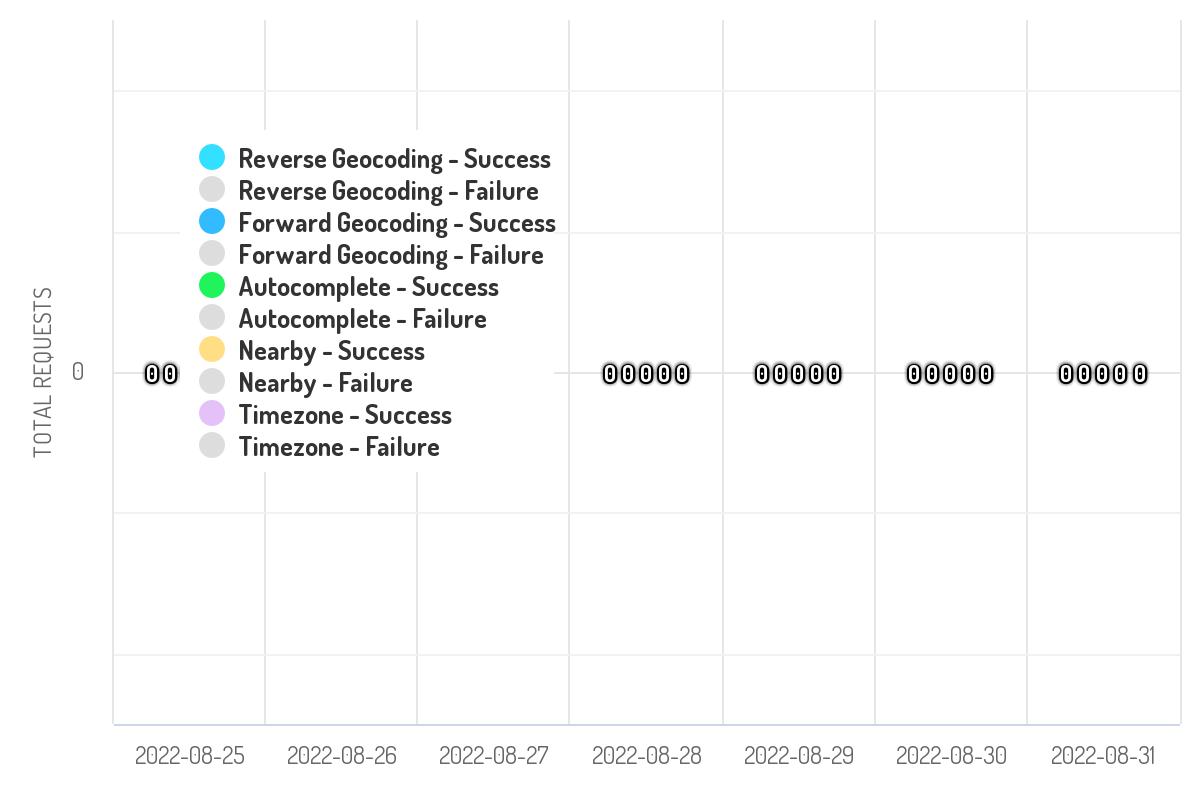 Reverse Geocoding - Success
Reverse Geocoding - Failure
Forward Geocoding - Success
Forward Geocoding - Failure
Autocomplete - Success
Autocomplete - Failure
Nearby - Success
Nearby - Failure
Timezone - Success
Timezone - Failure
TOTAL REQUESTS
0 00 00000 00000 00000 00000
2022-08-25 2022-08-26 2022-08-27 2022-08-28 2022-08-29 2022-08-30 2022-08-31